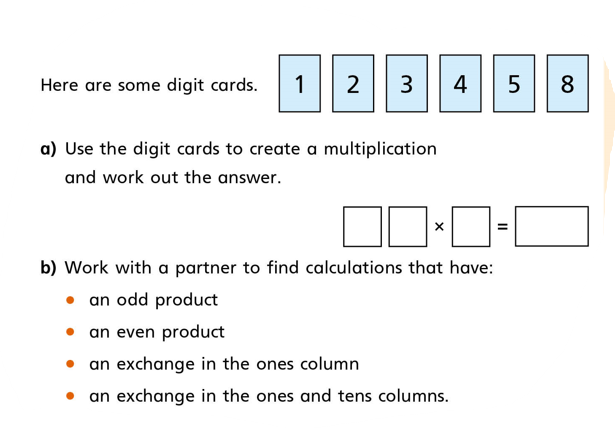 Here are some digit cards. 1 2 3 4 5 8
a) Use the digit cards to create a multiplication
and work out the answer.
× =
b) Work with a partner to find calculations that have:
• an odd product
• an even product
• an exchange in the ones column
• an exchange in the ones and tens columns.